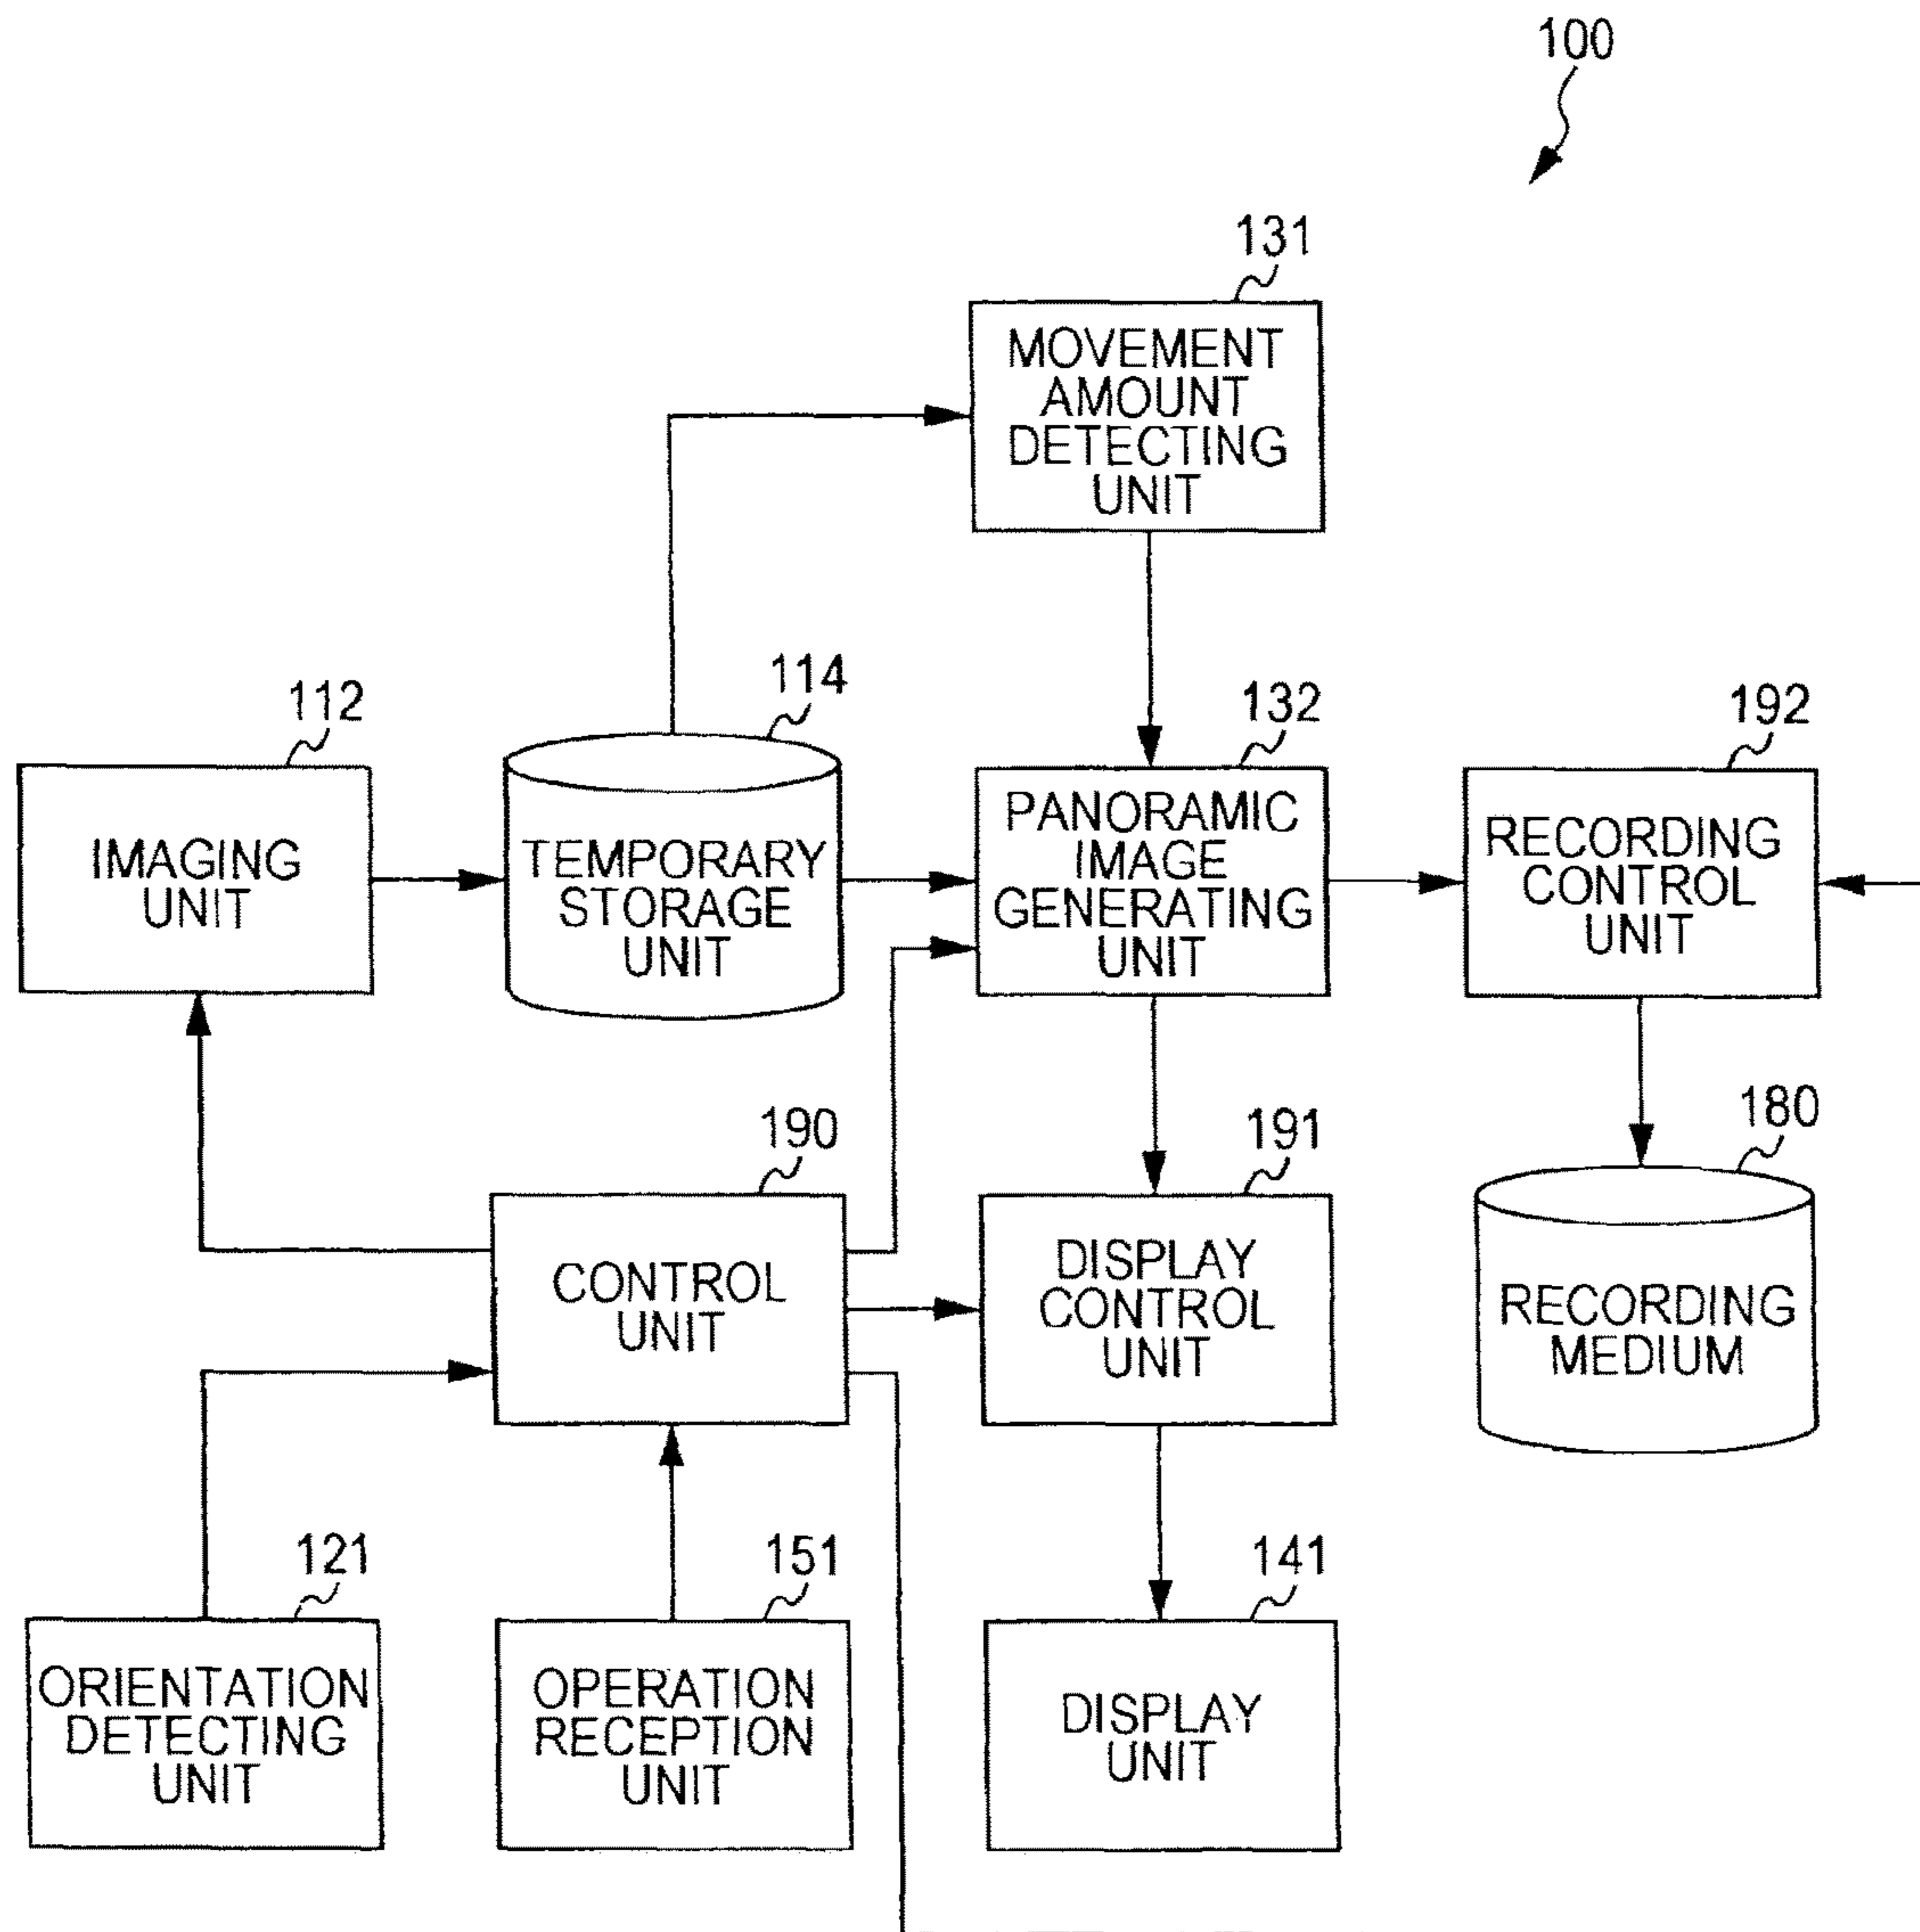 100
131
MOVEMENT
AMOUNT
DETECTING
UNIT
112
114
132
192
IMAGING
UNIT
TEMPORARY
STORAGE
UNIT
PANORAMIC
IMAGE
GENERATING
UNIT
RECORDING
CONTROL
UNIT
190
191
180
CONTROL
UNIT
DISPLAY
CONTROL
UNIT
RECORDING
MEDIUM
121
151
141
ORIENTATION
DETECTING
UNIT
OPERATION
RECEPTION
UNIT
DISPLAY
UNIT